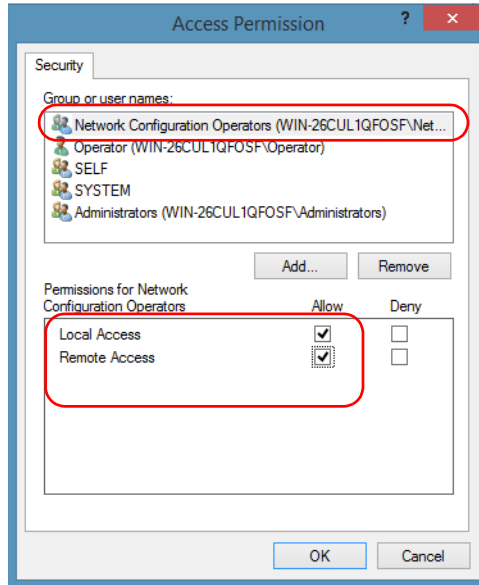 Access Permission
?
Security
Group or user names:
Network Configuration Operators (WIN-26CUL1QFOSF\Net...
Operator (WIN-26CUL1QFOSF\Operator)
SELF
SYSTEM
Administrators (WIN-26CUL1QFOSF\Administrators)
Add... Remove
Permissions for Network
Configuration Operators Allow Deny
Local Access
Remote Access
OK Cancel